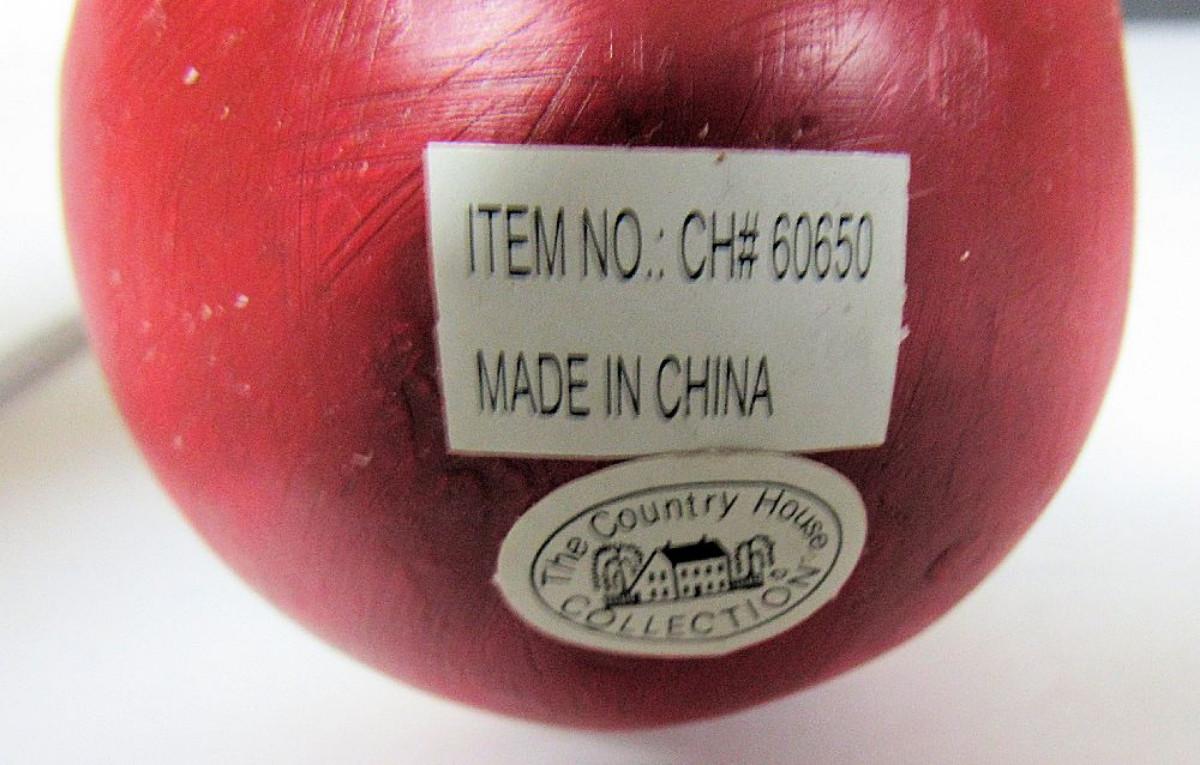 ITEM NO.: CH# 60650
MADE IN CHINA
The Country House
COLLECTION